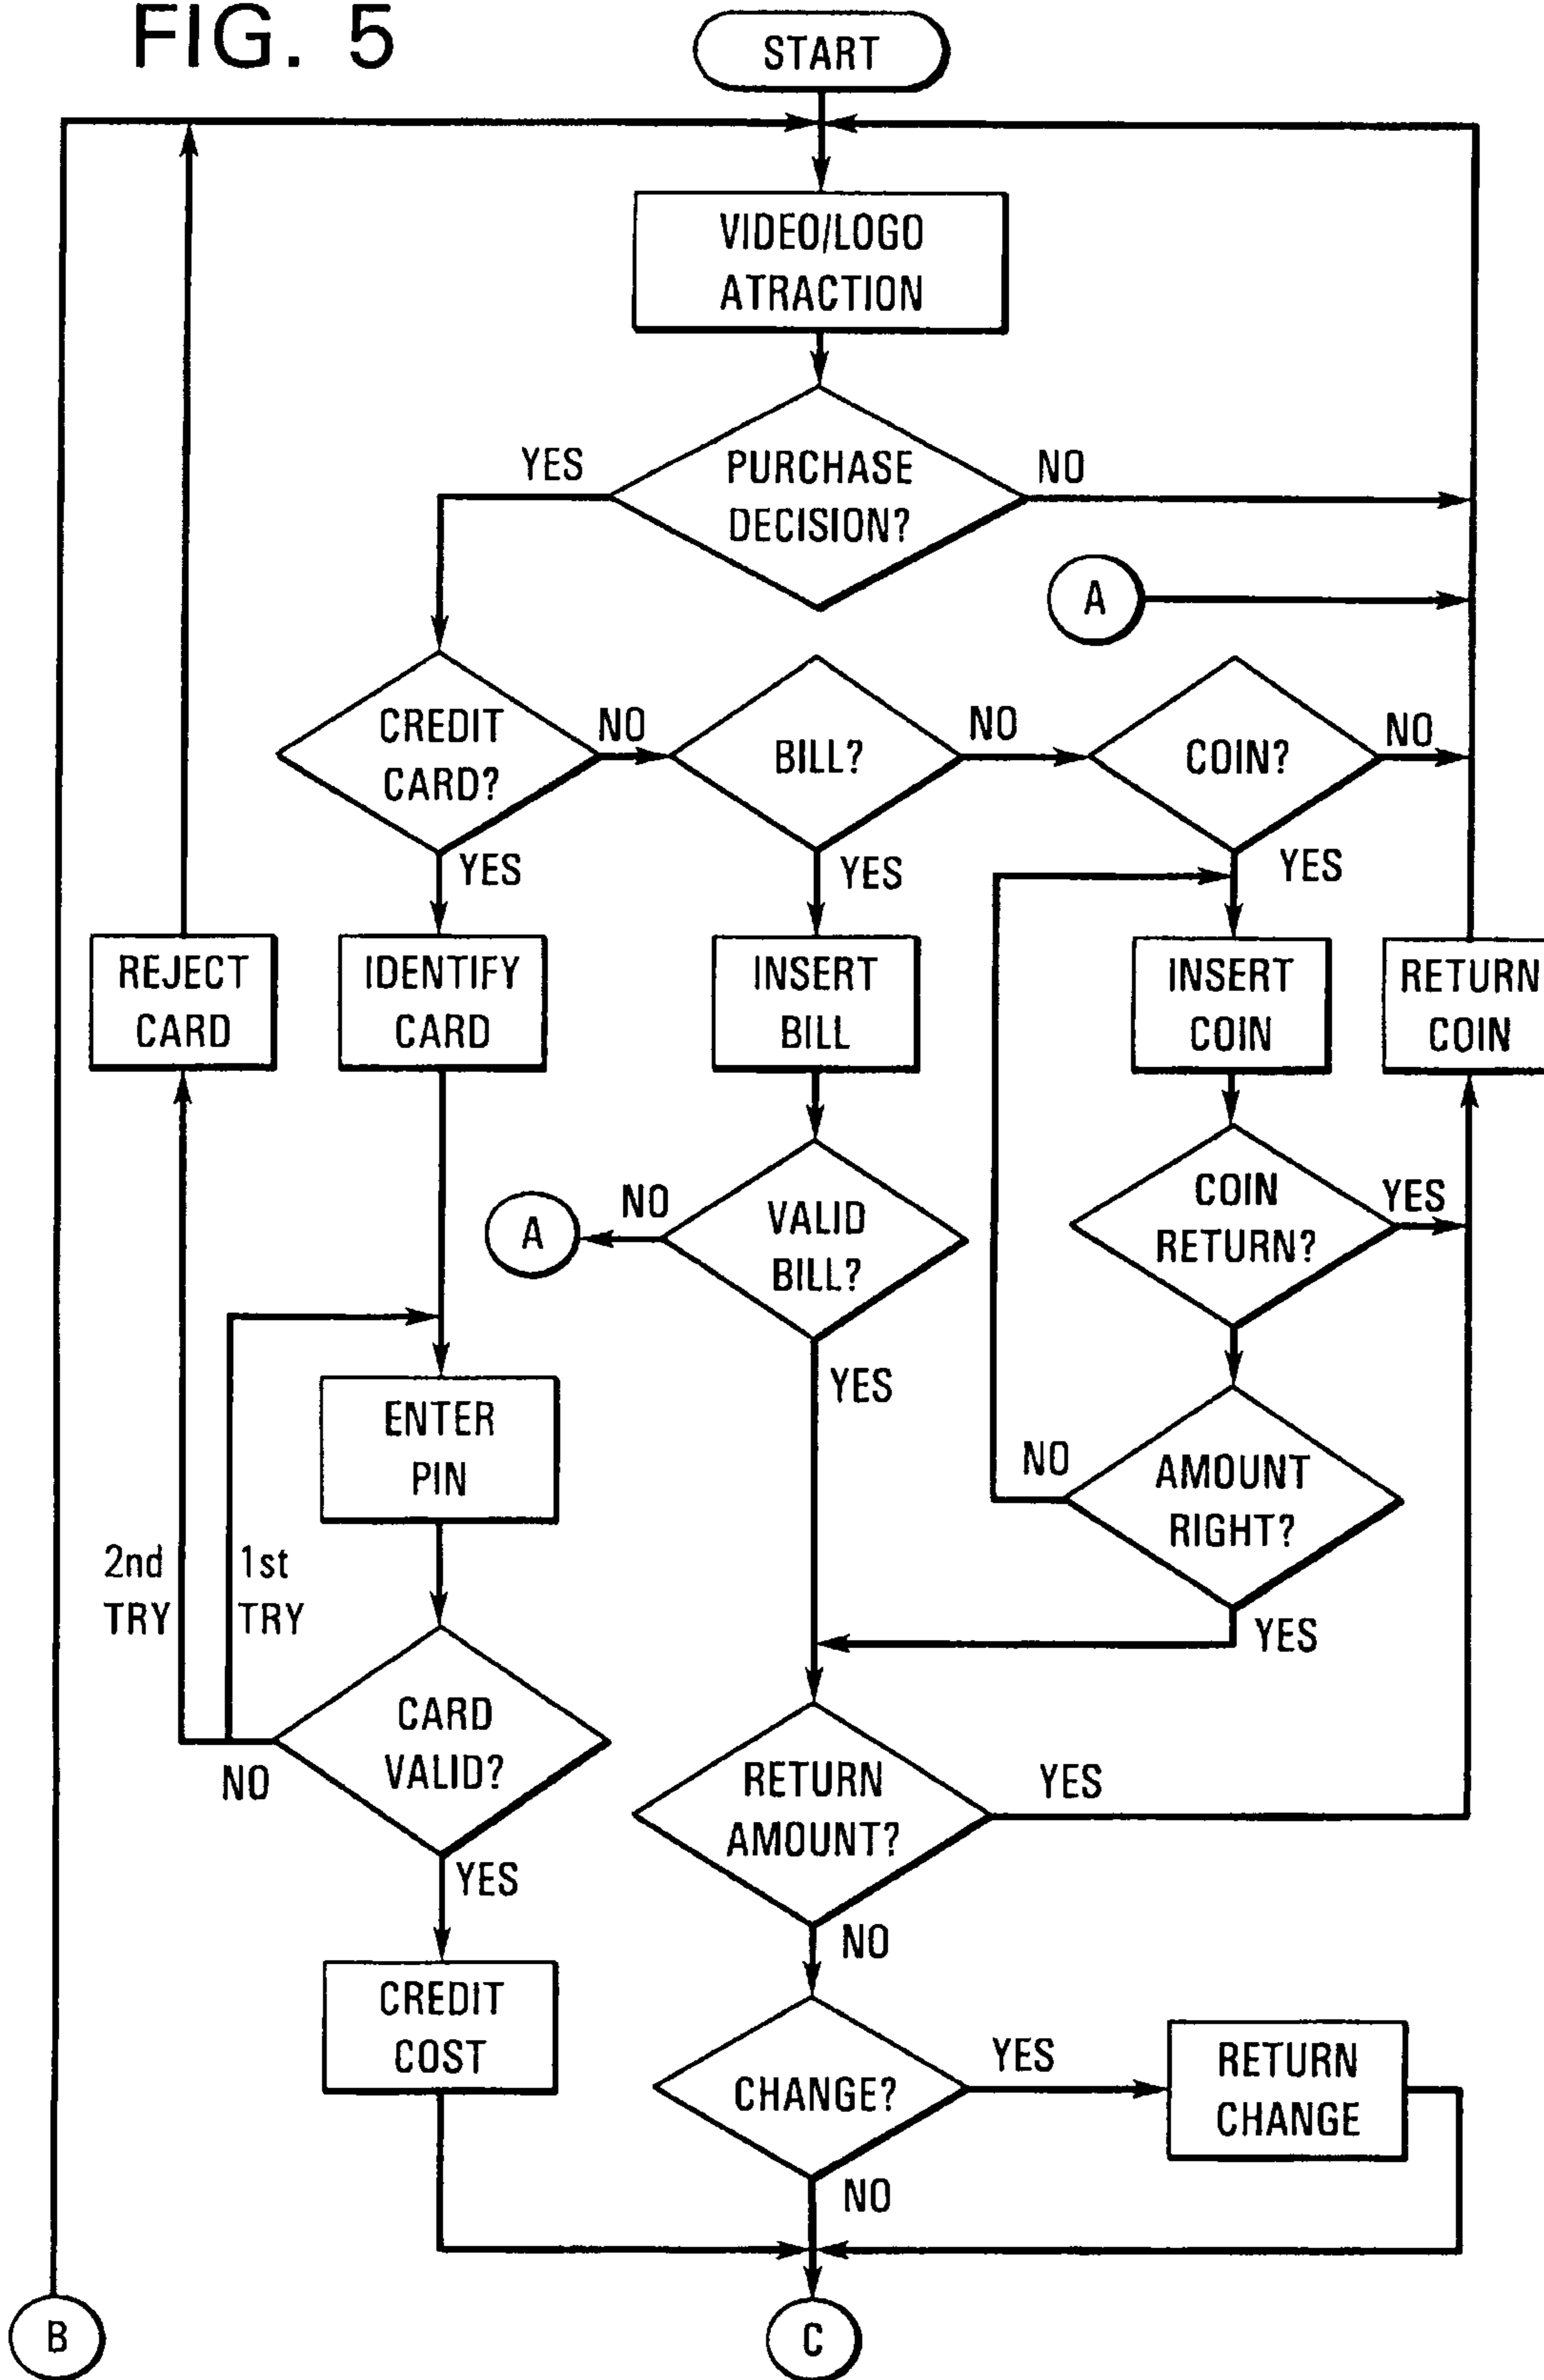 FIG. 5
START
VIDEO/LOGO
ATRACTION
YES
PURCHASE
DECISION?
NO
A
CREDIT
CARD?
NO
BILL?
NO
COIN?
NO
YES
YES
YES
REJECT
CARD
IDENTIFY
CARD
INSERT
BILL
INSERT
COIN
RETURN
COIN
A
NO
VALID
BILL?
COIN
RETURN?
YES
YES
ENTER
PIN
NO
AMOUNT
RIGHT?
2nd
TRY
1st
TRY
YES
CARD
VALID?
NO
RETURN
AMOUNT?
YES
YES
NO
CREDIT
COST
CHANGE?
YES
RETURN
CHANGE
NO
B
C